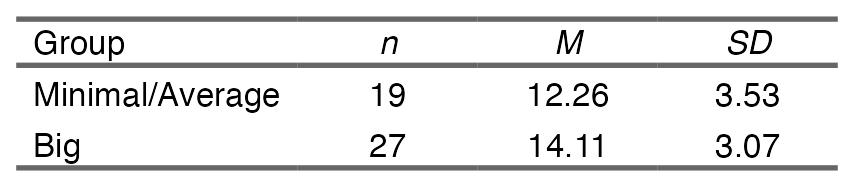 Group n M SD
Minimal/Average 19 12.26 3.53
Big 27 14.11 3.07